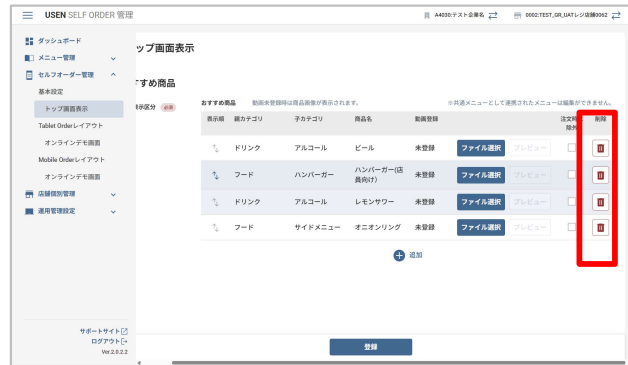 USEN SELF ORDER 管理
A4030:テスト企業名
0002:TEST_GR_UATレジ店舗0062
ダッシュボード
メニュー管理
セルフオーダー管理
基本設定
トップ画面表示
Tablet Orderレイアウト
オンラインデモ画面
Mobile Orderレイアウト
オンラインデモ画面
店舗個別管理
運用管理設定
サポートサイト
ログアウト
Ver.2.0.2.2
ップ画面表示
すすめ商品
示区分 必須
おすすめ商品 動画未登録時は商品画像が表示されます。 ※共通メニューとして連携されたメニューは編集ができません。
表示順 親カテゴリ 子カテゴリ 商品名 動画登録 削除
ドリンク アルコール ビール 未登録 ファイル選択 プレビュー
フード ハンバーガー ハンバーガー(店
員向け) 未登録 ファイル選択 プレビュー
ドリンク アルコール レモンサワー 未登録 ファイル選択 プレビュー
フード サイドメニュー オニオンリング 未登録 ファイル選択 プレビュー
追加
登録